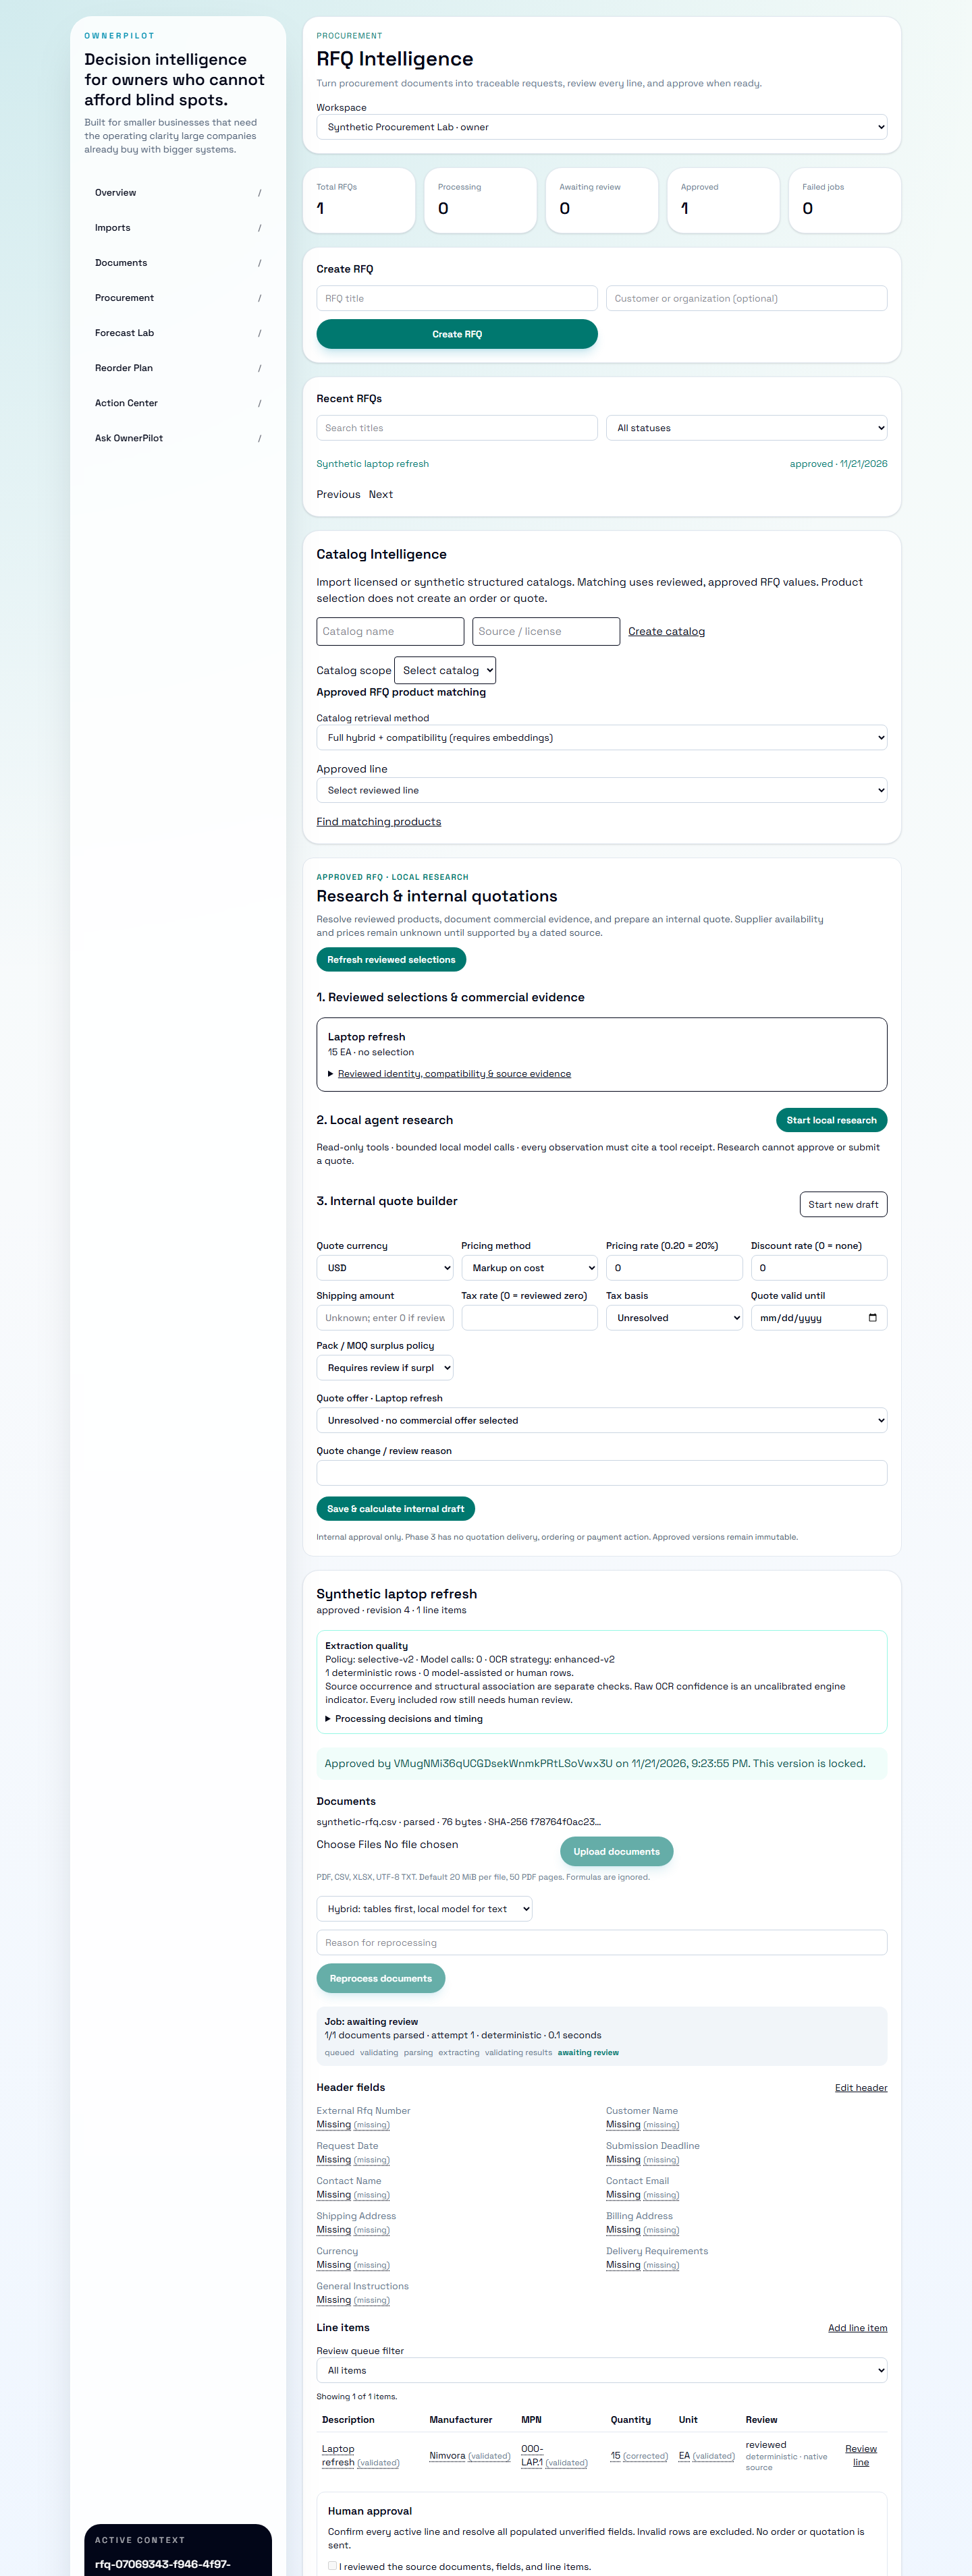 OWNERPILOT
Decision intelligence
for owners who cannot
afford blind spots.
Built for smaller businesses that need
the operating clarity large companies
already buy with bigger systems.
Overview /
Imports /
Documents /
Procurement /
Forecast Lab /
Reorder Plan /
Action Center /
Ask OwnerPilot /
ACTIVE CONTEXT
rfq-07069343-f946-4f97-
PROCUREMENT
RFQ Intelligence
Turn procurement documents into traceable requests, review every line, and approve when ready.
Workspace
Synthetic Procurement Lab · owner
Total RFQs
1
Processing
0
Awaiting review
0
Approved
1
Failed jobs
0
Create RFQ
RFQ title
Customer or organization (optional)
Create RFQ
Recent RFQs
Search titles
All statuses
Synthetic laptop refresh
approved · 11/21/2026
Previous Next
Catalog Intelligence
Import licensed or synthetic structured catalogs. Matching uses reviewed, approved RFQ values. Product
selection does not create an order or quote.
Catalog name
Source / license
Create catalog
Catalog scope Select catalog
Approved RFQ product matching
Catalog retrieval method
Full hybrid + compatibility (requires embeddings)
Approved line
Select reviewed line
Find matching products
APPROVED RFQ · LOCAL RESEARCH
Research & internal quotations
Resolve reviewed products, document commercial evidence, and prepare an internal quote. Supplier availability
and prices remain unknown until supported by a dated source.
Refresh reviewed selections
1. Reviewed selections & commercial evidence
Laptop refresh
15 EA · no selection
▶ Reviewed identity, compatibility & source evidence
2. Local agent research
Start local research
Read-only tools · bounded local model calls · every observation must cite a tool receipt. Research cannot approve or submit
a quote.
3. Internal quote builder
Start new draft
Quote currency Pricing method Pricing rate (0.20 = 20%) Discount rate (0 = none)
USD Markup on cost 0 0
Shipping amount Tax rate (0 = reviewed zero) Tax basis Quote valid until
Unknown; enter 0 if review Unresolved mm/dd/yyyy
Pack / MOQ surplus policy
Requires review if surpl
Quote offer · Laptop refresh
Unresolved · no commercial offer selected
Quote change / review reason
Save & calculate internal draft
Internal approval only. Phase 3 has no quotation delivery, ordering or payment action. Approved versions remain immutable.
Synthetic laptop refresh
approved · revision 4 · 1 line items
Extraction quality
Policy: selective-v2 · Model calls: 0 · OCR strategy: enhanced-v2
1 deterministic rows · 0 model-assisted or human rows.
Source occurrence and structural association are separate checks. Raw OCR confidence is an uncalibrated engine
indicator. Every included row still needs human review.
▶ Processing decisions and timing
Approved by VMugNMi36qUCGDsekWnmkPRtLSoVwx3U on 11/21/2026, 9:23:55 PM. This version is locked.
Documents
synthetic-rfq.csv · parsed · 76 bytes · SHA-256 f78764f0ac23…
Choose Files No file chosen
Upload documents
PDF, CSV, XLSX, UTF-8 TXT. Default 20 MiB per file, 50 PDF pages. Formulas are ignored.
Hybrid: tables first, local model for text
Reason for reprocessing
Reprocess documents
Job: awaiting review
1/1 documents parsed · attempt 1 · deterministic · 0.1 seconds
queued validating parsing extracting validating results awaiting review
Header fields
Edit header
External Rfq Number Customer Name
Missing (missing) Missing (missing)
Request Date Submission Deadline
Missing (missing) Missing (missing)
Contact Name Contact Email
Missing (missing) Missing (missing)
Shipping Address Billing Address
Missing (missing) Missing (missing)
Currency Delivery Requirements
Missing (missing) Missing (missing)
General Instructions
Missing (missing)
Line items
Add line item
Review queue filter
All items
Showing 1 of 1 items.
Description Manufacturer MPN Quantity Unit Review
Laptop
refresh (validated)
Nimvora (validated)
000-
LAP.1 (validated)
15 (corrected)
EA (validated)
reviewed
deterministic · native
source
Review
line
Human approval
Confirm every active line and resolve all populated unverified fields. Invalid rows are excluded. No order or quotation is
sent.
I reviewed the source documents, fields, and line items.